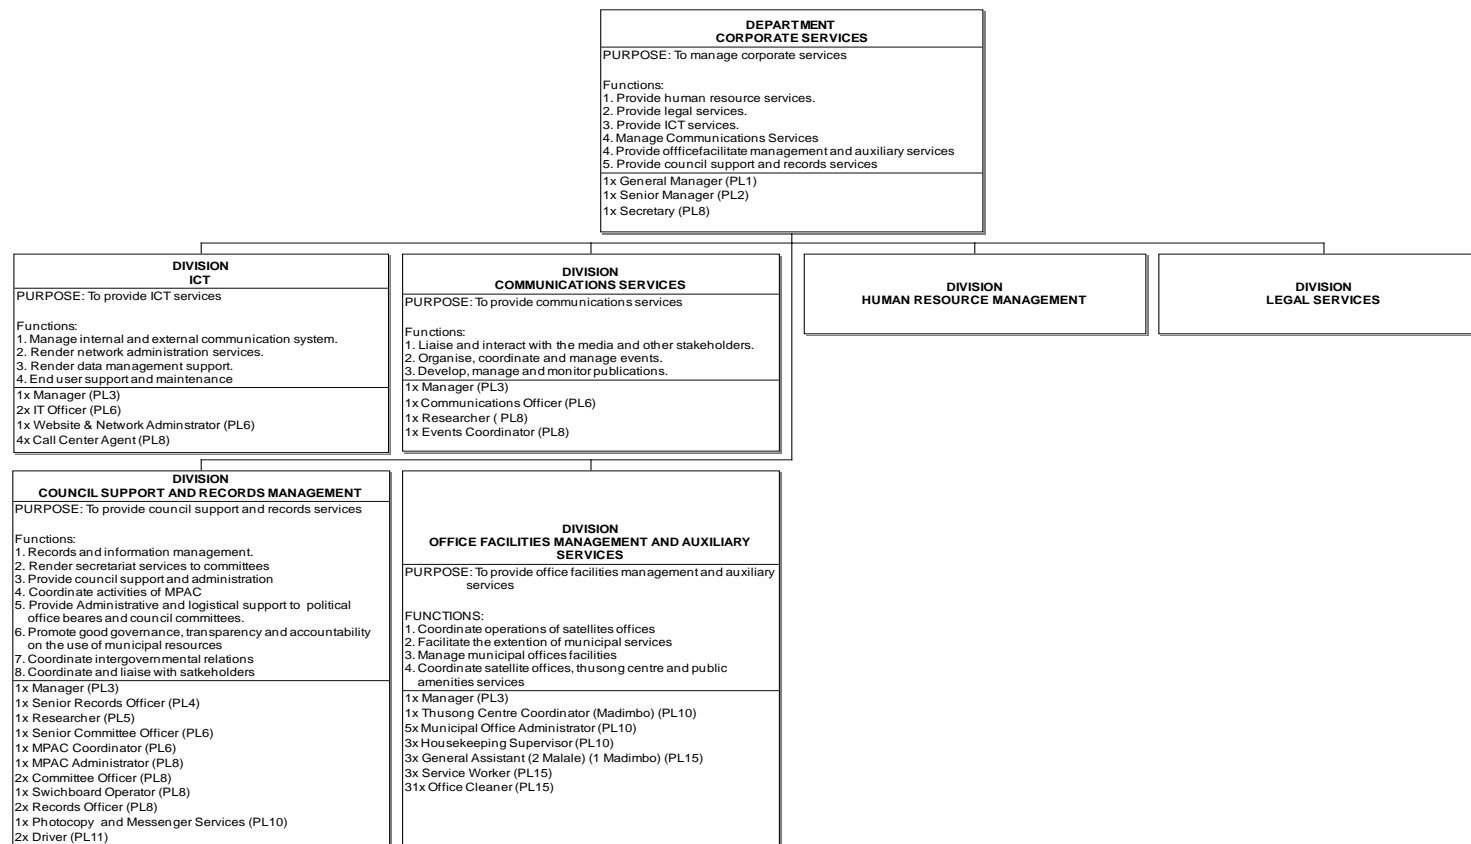 DEPARTMENT
CORPORATE SERVICES
PURPOSE: To manage corporate services
Functions:
1. Provide human resource services.
2. Provide legal services.
3. Provide ICT services.
4. Manage Communications Services
4. Provide offficefacilitate management and auxiliary services
5. Provide council support and records services
1x General Manager (PL1)
1x Senior Manager (PL2)
1x Secretary (PL8)
DIVISION
ICT
PURPOSE: To provide ICT services
Functions:
1. Manage internal and external communication system.
2. Render network administration services.
3. Render data management support.
4. End user support and maintenance
1x Manager (PL3)
2x IT Officer (PL6)
1x Website & Network Adminstrator (PL6)
4x Call Center Agent (PL8)
DIVISION
COMMUNICATIONS SERVICES
PURPOSE: To provide communications services
Functions:
1. Liaise and interact with the media and other stakeholders.
2. Organise, coordinate and manage events.
3. Develop, manage and monitor publications.
1x Manager (PL3)
1x Communications Officer (PL6)
1x Researcher ( PL8)
1x Events Coordinator (PL8)
DIVISION
HUMAN RESOURCE MANAGEMENT
DIVISION
LEGAL SERVICES
DIVISION
COUNCIL SUPPORT AND RECORDS MANAGEMENT
PURPOSE: To provide council support and records services
Functions:
1. Records and information management.
2. Render secretariat services to committees
3. Provide council support and administration
4. Coordinate activities of MPAC
5. Provide Administrative and logistical support to political
office beares and council committees.
6. Promote good governance, transparency and accountability
on the use of municipal resources
7. Coordinate intergovernmental relations
8. Coordinate and liaise with satkeholders
1x Manager (PL3)
1x Senior Records Officer (PL4)
1x Researcher (PL5)
1x Senior Committee Officer (PL6)
1x MPAC Coordinator (PL6)
1x MPAC Administrator (PL8)
2x Committee Officer (PL8)
1x Swichboard Operator (PL8)
2x Records Officer (PL8)
1x Photocopy and Messenger Services (PL10)
2x Driver (PL11)
DIVISION
OFFICE FACILITIES MANAGEMENT AND AUXILIARY
SERVICES
PURPOSE: To provide office facilities management and auxiliary
services
FUNCTIONS:
1. Coordinate operations of satellites offices
2. Facilitate the extention of municipal services
3. Manage municipal offices facilities
4. Coordinate satellite offices, thusong centre and public
amenities services
1x Manager (PL3)
1x Thusong Centre Coordinator (Madimbo) (PL10)
5x Municipal Office Administrator (PL10)
3x Housekeeping Supervisor (PL10)
3x General Assistant (2 Malale) (1 Madimbo) (PL15)
3x Service Worker (PL15)
31x Office Cleaner (PL15)